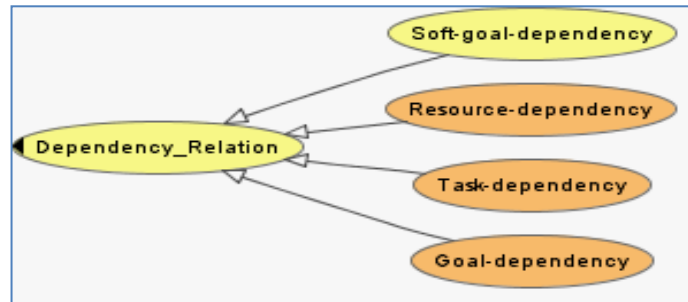 Soft-goal-dependency
Resource-dependency
Dependency_Relation
Task-dependency
Goal-dependency